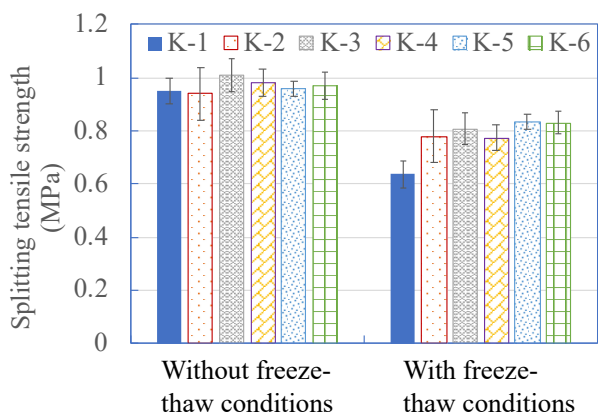 K-1 K-2 K-3 K-4 K-5 K-6
Splitting tensile strength
(MPa)
1.2
1
0.8
0.6
0.4
0.2
0
Without freeze-
thaw conditions
With freeze-
thaw conditions